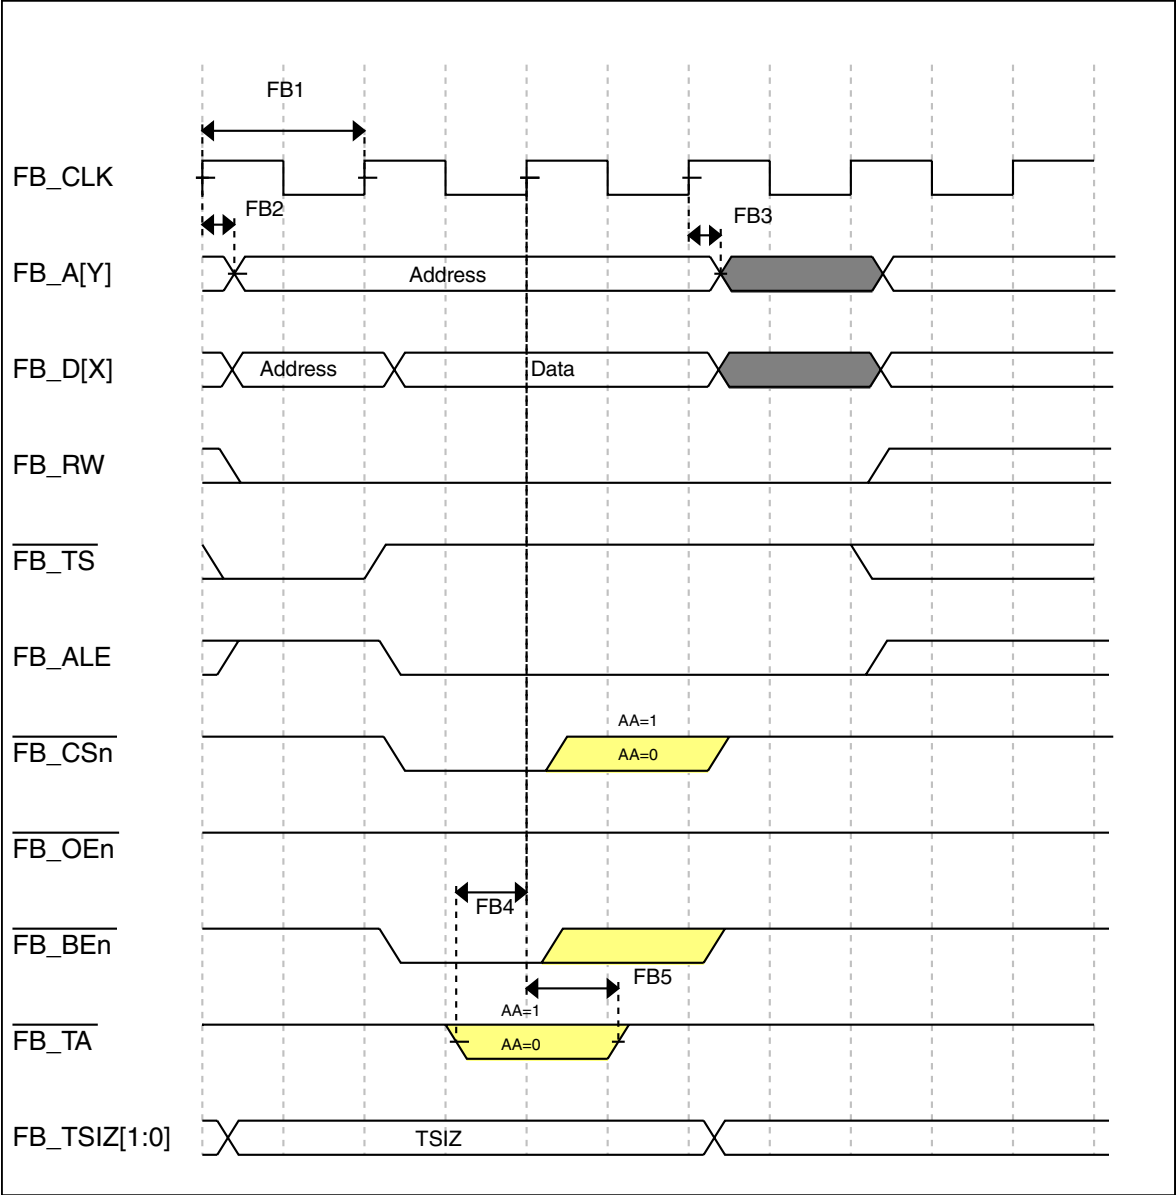 FB1
FB_CLK
FB2
FB3
FB_A[Y]
Address
FB_D[X]
Address
Data
FB_RW
FB_TS
FB_ALE
AA=1
FB_CSn
AA=0
FB_OEn
FB4
FB_BEn
FB5
AA=1
FB_TA
AA=0
FB_TSIZ[1:0]
TSIZ